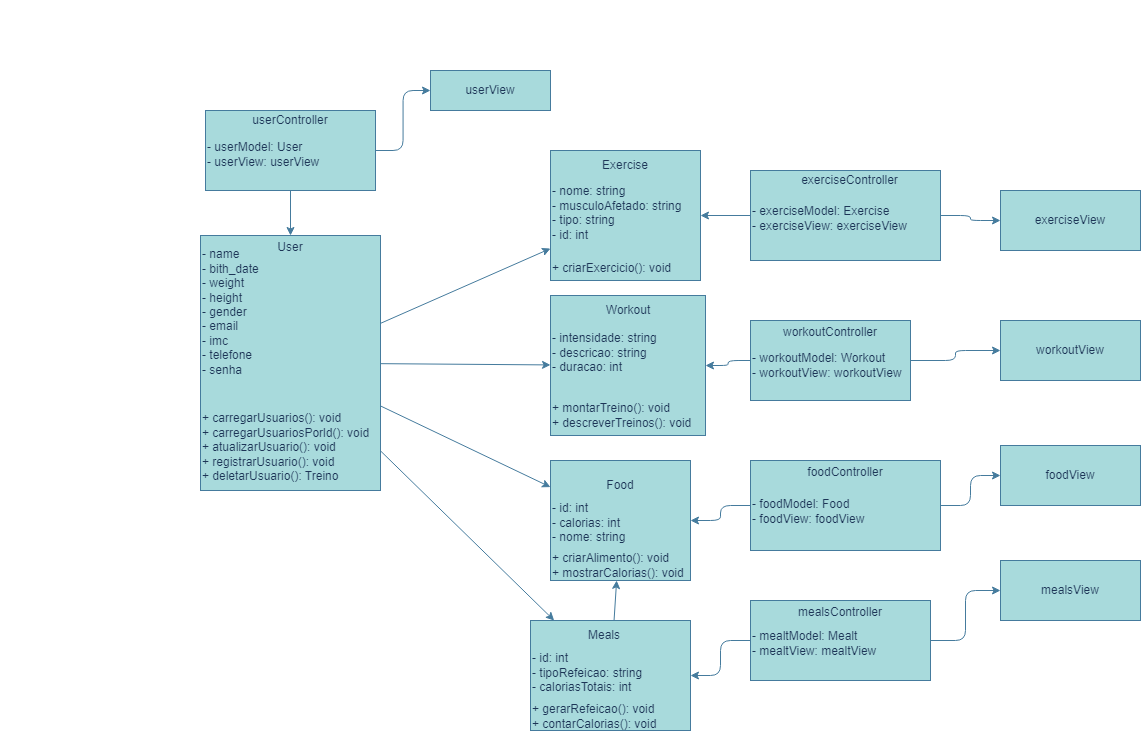 userView
userController
- userModel: User
- userView: userView
User
- name
- bith_date
- weight
- height
- gender
- email
- imc
- telefone
- senha
+ carregarUsuarios(): void
+ carregarUsuariosPorId(): void
+ atualizarUsuario(): void
+ registrarUsuario(): void
+ deletarUsuario(): Treino
Exercise
- nome: string
- musculoAfetado: string
- tipo: string
- id: int
+ criarExercicio(): void
exerciseController
- exerciseModel: Exercise
- exerciseView: exerciseView
exerciseView
Workout
- intensidade: string
- descricao: string
- duracao: int
+ montarTreino(): void
+ descreverTreinos(): void
workoutController
- workoutModel: Workout
- workoutView: workoutView
workoutView
Food
- id: int
- calorias: int
- nome: string
+ criarAlimento(): void
+ mostrarCalorias(): void
foodController
- foodModel: Food
- foodView: foodView
foodView
Meals
- id: int
- tipoRefeicao: string
- caloriasTotais: int
+ gerarRefeicao(): void
+ contarCalorias(): void
mealsController
- mealtModel: Mealt
- mealtView: mealtView
mealsView